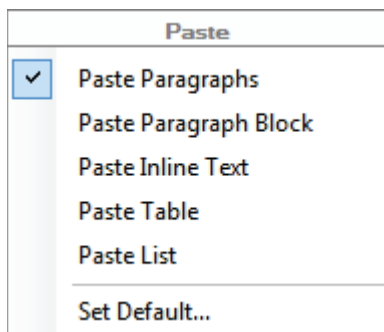 Paste
Paste Paragraphs
Paste Paragraph Block
Paste Inline Text
Paste Table
Paste List
Set Default...